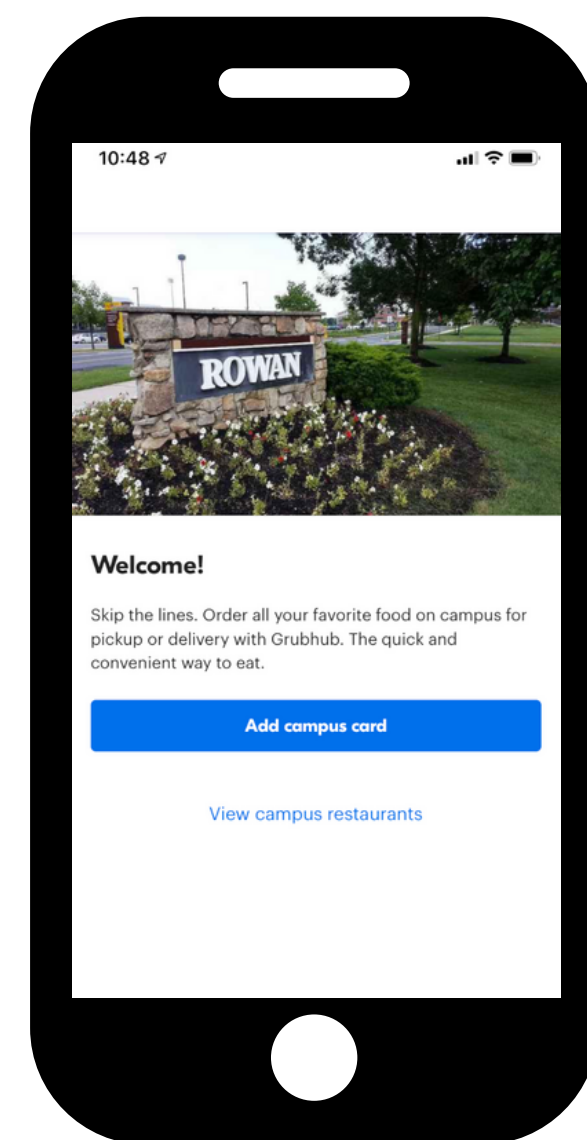 10:48
ROWAN
Welcome!
Skip the lines. Order all your favorite food on campus for
pickup or delivery with Grubhub. The quick and
convenient way to eat.
Add campus card
View campus restaurants